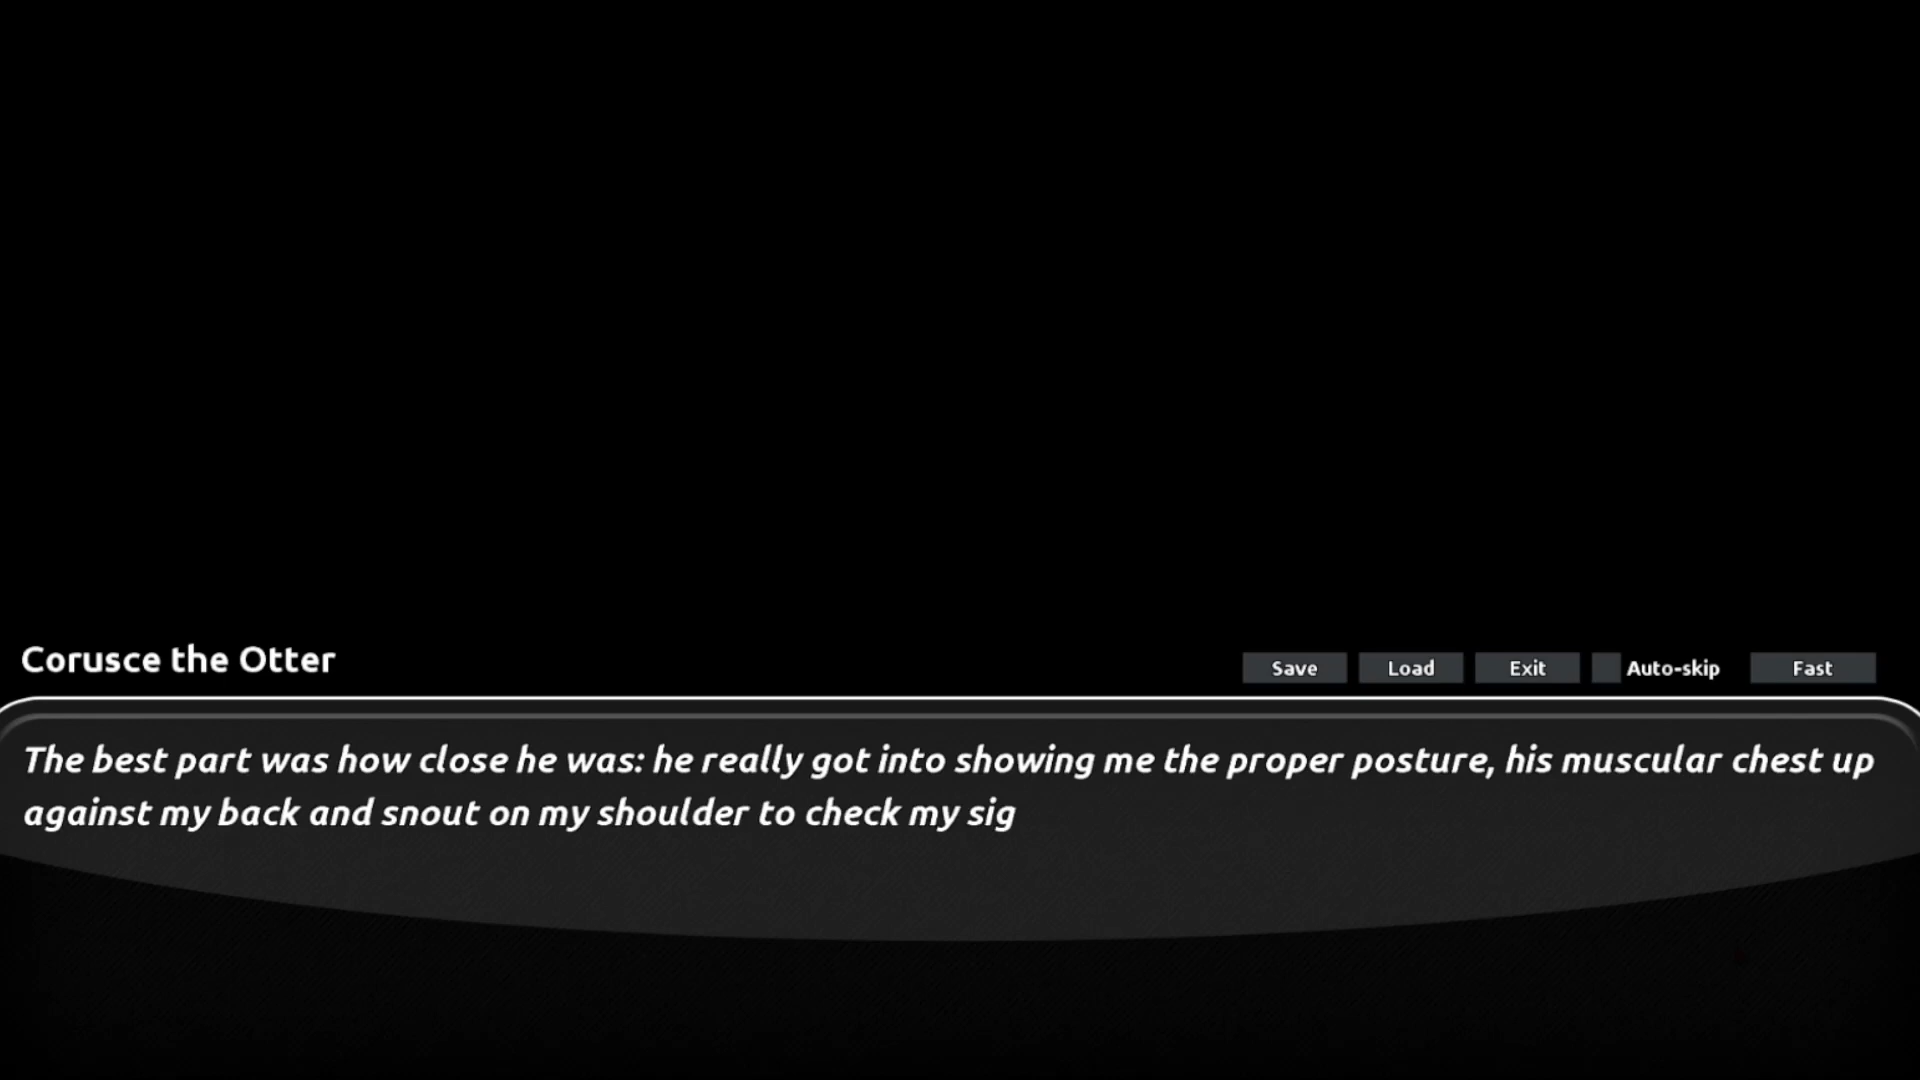 Corusce the Otter
Save Load Exit Auto-skip Fast
The best part was how close he was: he really got into showing me the proper posture, his muscular chest up
against my back and snout on my shoulder to check my sig